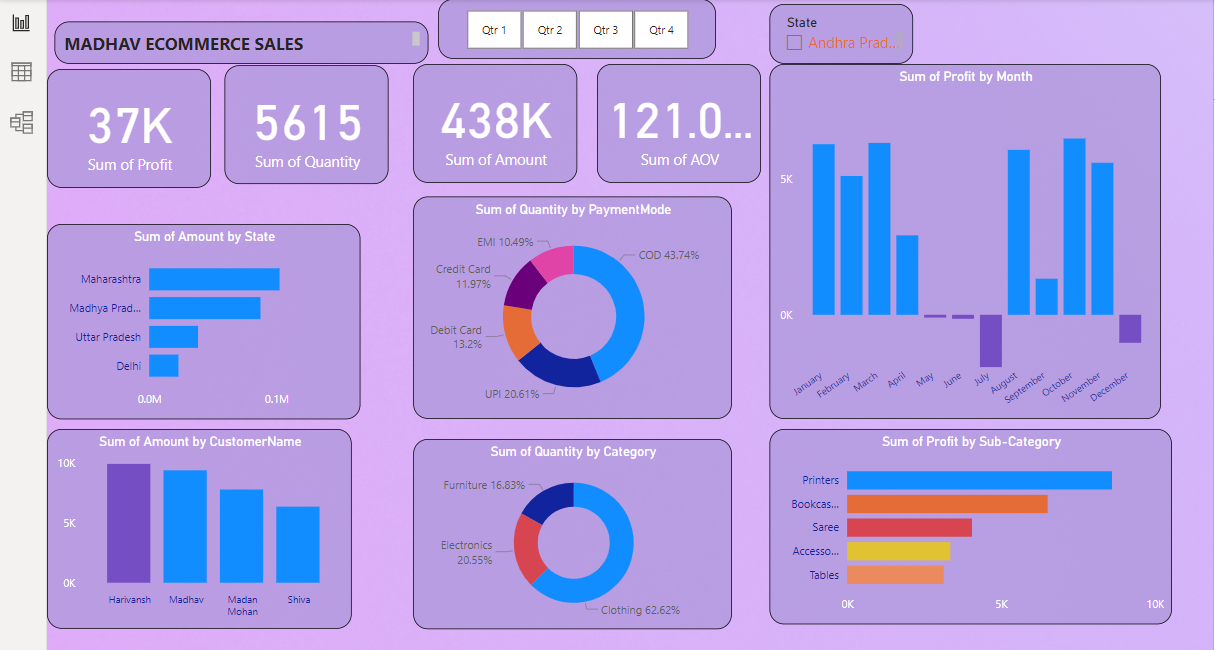 MADHAV ECOMMERCE SALES
Qtr 1
Qtr 2
Qtr 3
Qtr 4
State
Andhra Prad...
37K
Sum of Profit
5615
Sum of Quantity
438K
Sum of Amount
121.0...
Sum of AOV
Sum of Profit by Month
5K
0K
January
February
March
April
May
June
July
August
September
October
November
December
Sum of Amount by State
Maharashtra
Madhya Prad...
Uttar Pradesh
Delhi
0.0M
0.1M
Sum of Quantity by PaymentMode
EMI 10.49%
COD 43.74%
Credit Card
11.97%
Debit Card
13.2%
UPI 20.61%
Sum of Amount by CustomerName
10K
5K
0K
Harivansh
Madhav
Madan
Mohan
Shiva
Sum of Quantity by Category
Furniture 16.83%
Electronics
20.55%
Clothing 62.62%
Sum of Profit by Sub-Category
Printers
Bookcas...
Saree
Accesso...
Tables
0K
5K
10K